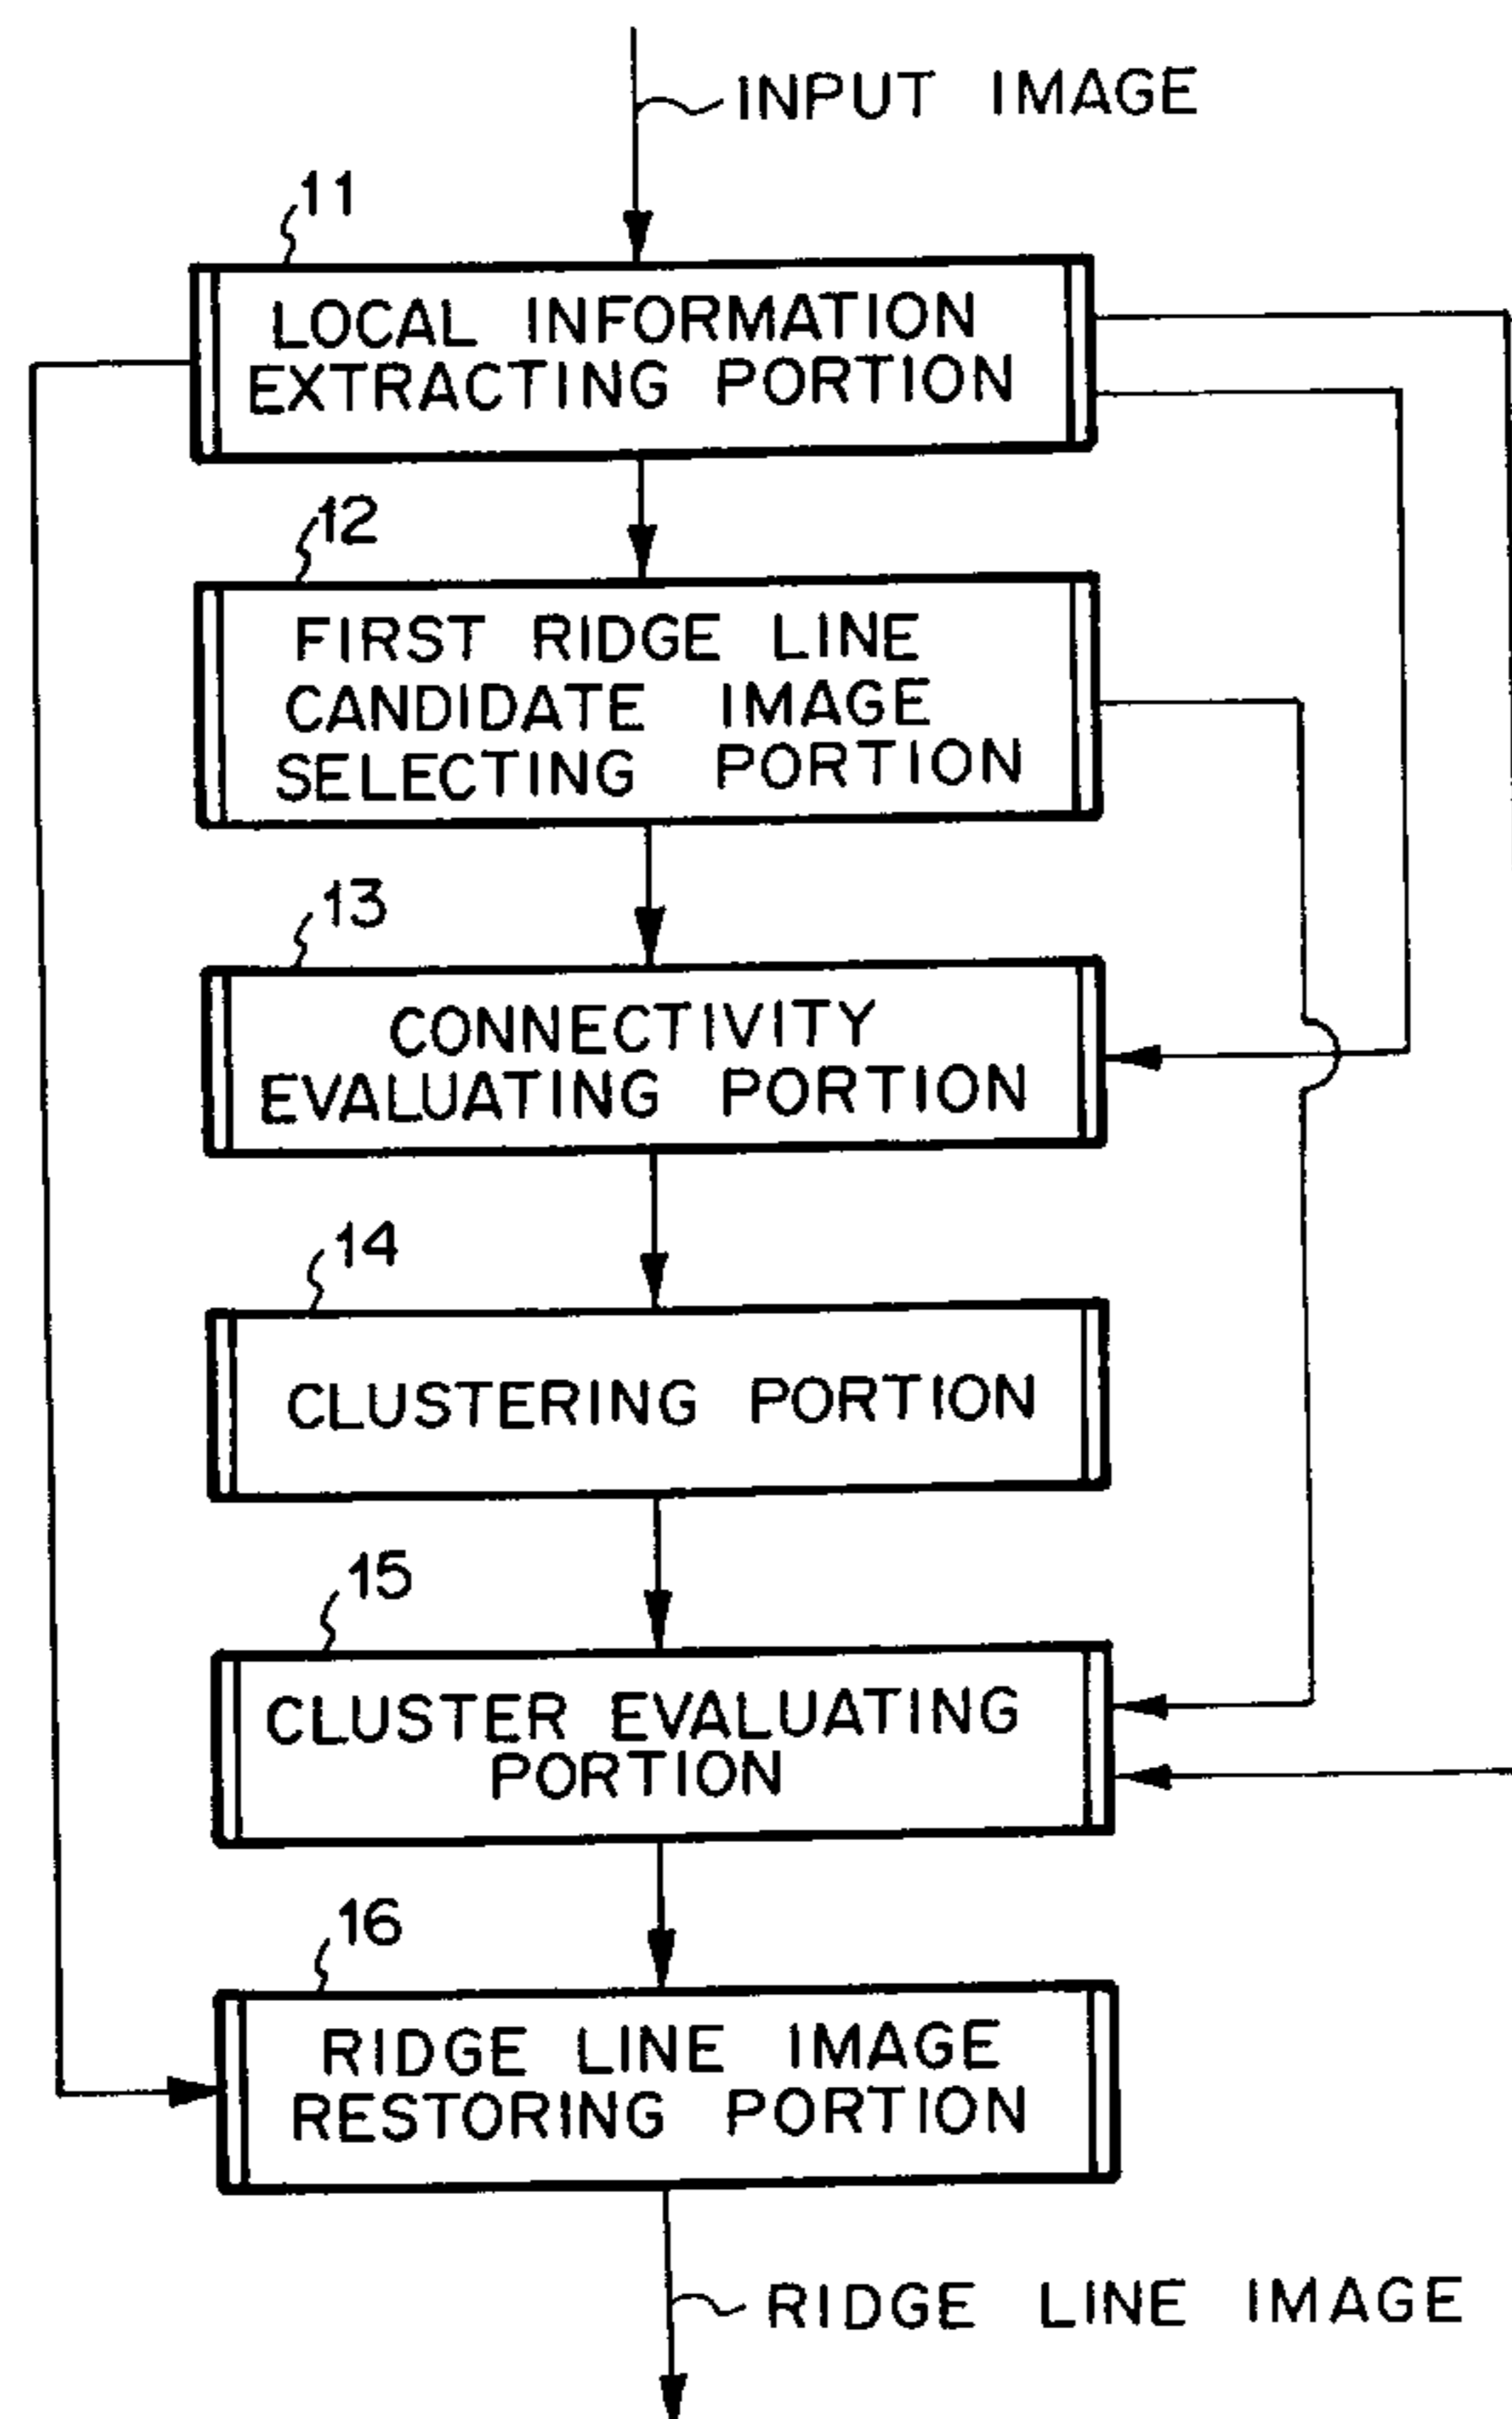 INPUT IMAGE
11
LOCAL INFORMATION
EXTRACTING PORTION
12
FIRST RIDGE LINE
CANDIDATE IMAGE
SELECTING PORTION
13
CONNECTIVITY
EVALUATING PORTION
14
CLUSTERING PORTION
15
CLUSTER EVALUATING
PORTION
16
RIDGE LINE IMAGE
RESTORING PORTION
RIDGE LINE IMAGE